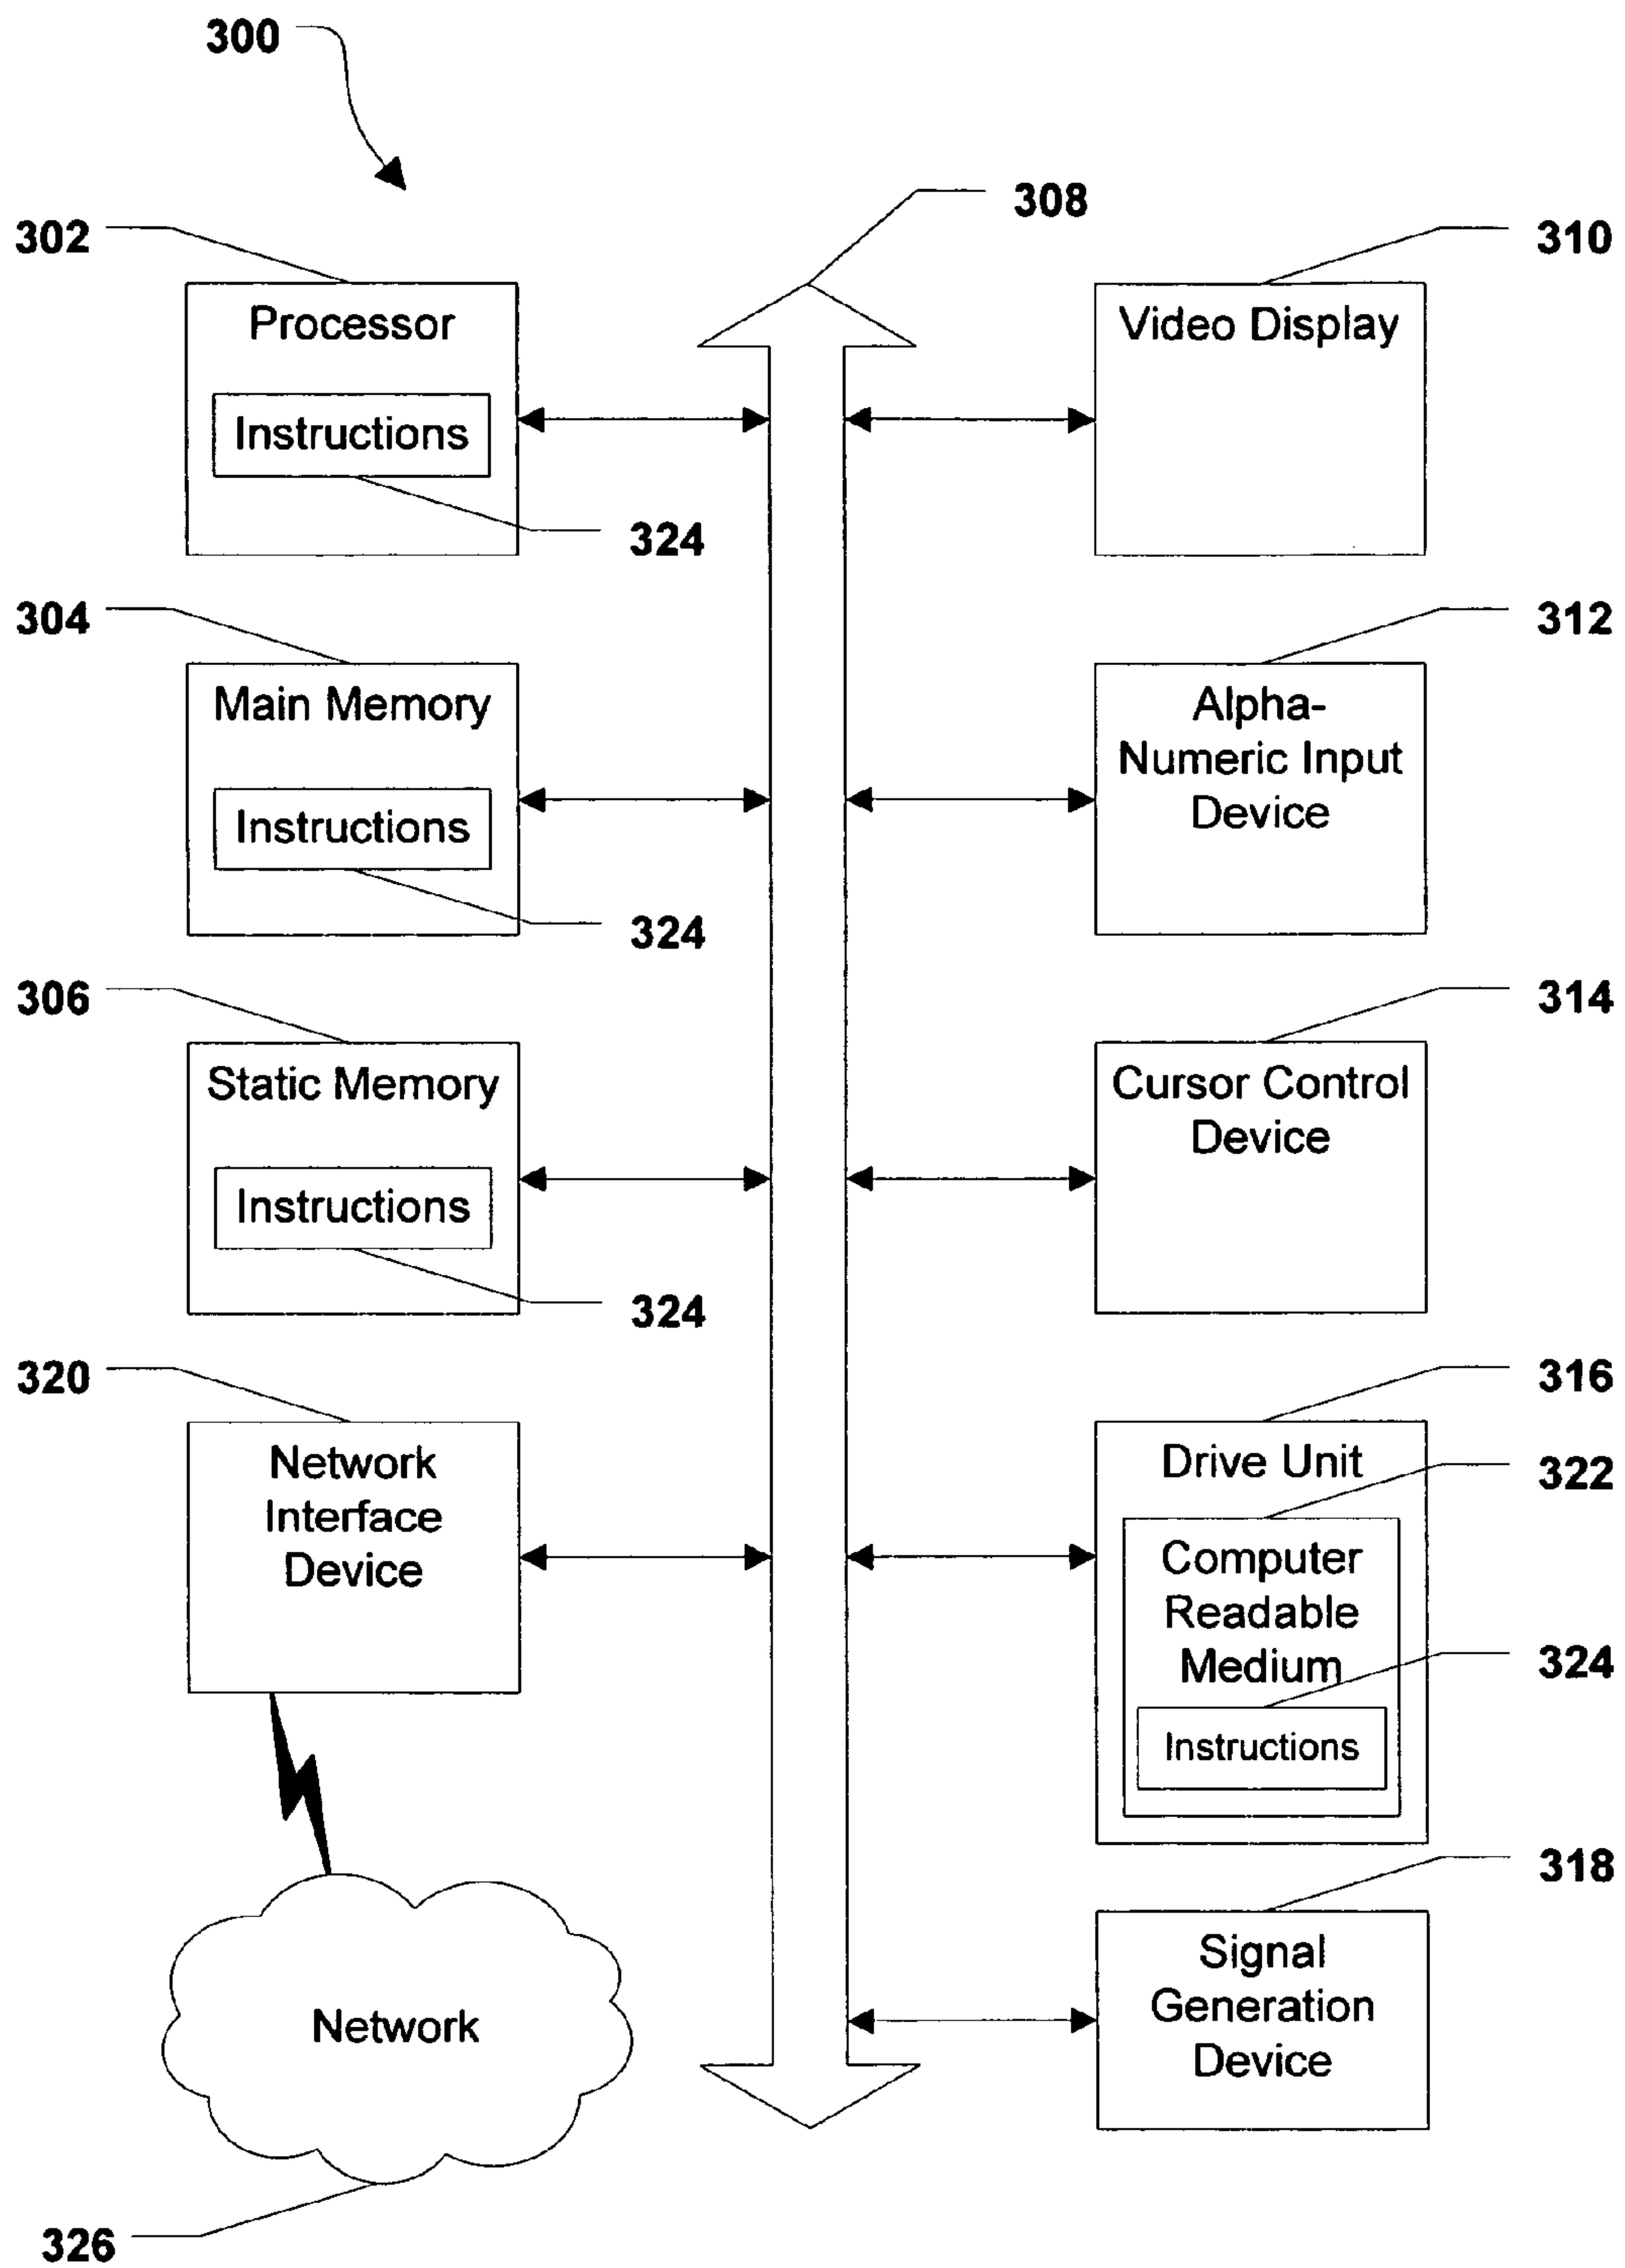 300
308
302
310
Processor
Video Display
Instructions
324
304
312
Main Memory
Alpha-
Numeric Input
Device
Instructions
324
306
314
Static Memory
Cursor Control
Device
Instructions
324
320
316
Network
Interface
Device
Drive Unit
322
Computer
Readable
Medium
324
Instructions
318
Signal
Generation
Device
Network
326